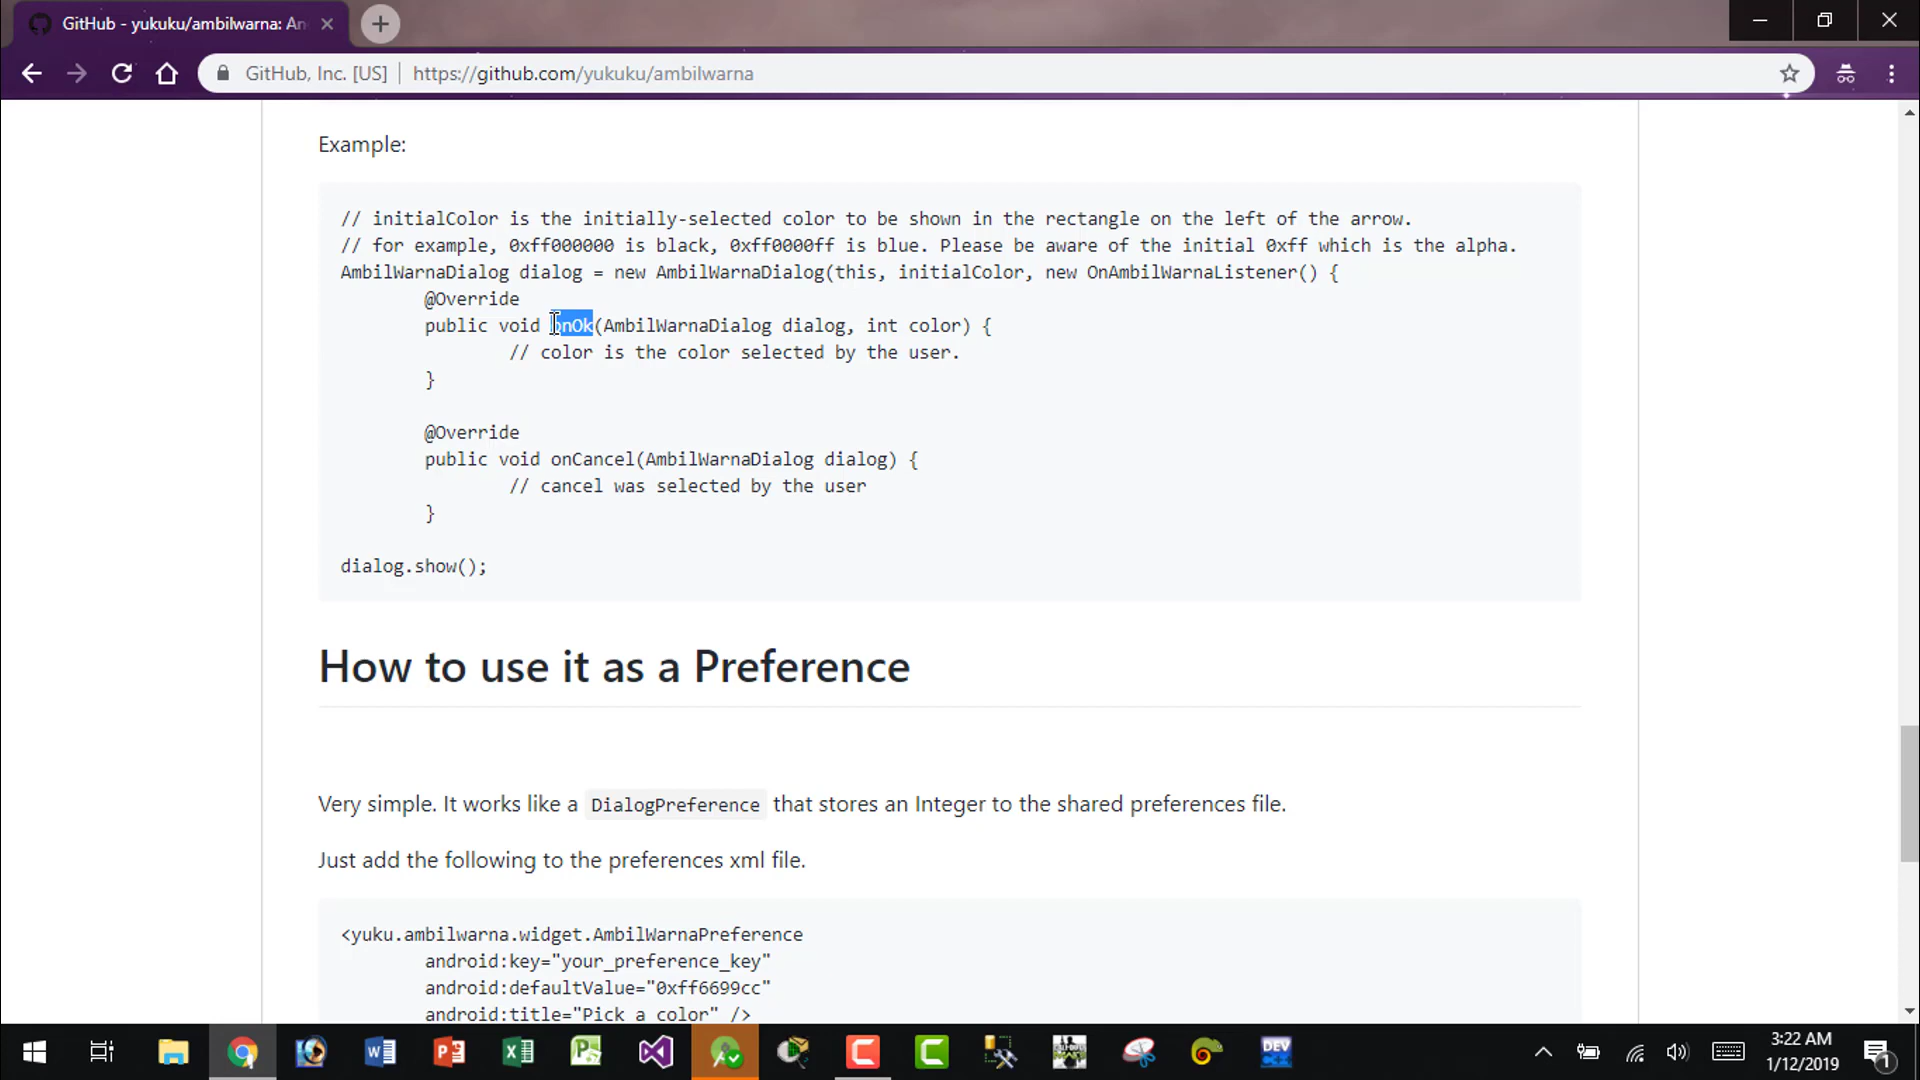 GitHub - yukuku/ambilwarna: An
GitHub, Inc. [US] https://github.com/yukuku/ambilwarna
Example:
// initialColor is the initially-selected color to be shown in the rectangle on the left of the arrow.
// for example, 0xff000000 is black, 0xff0000ff is blue. Please be aware of the initial 0xff which is the alpha.
AmbilWarnaDialog dialog = new AmbilWarnaDialog(this, initialColor, new OnAmbilWarnaListener() {
@Override
public void onOk(AmbilWarnaDialog dialog, int color) {
// color is the color selected by the user.
}
@Override
public void onCancel(AmbilWarnaDialog dialog) {
// cancel was selected by the user
}
dialog.show();
How to use it as a Preference
Very simple. It works like a DialogPreference that stores an Integer to the shared preferences file.
Just add the following to the preferences xml file.
<yuku.ambilwarna.widget.AmbilWarnaPreference
android:key="your_preference_key"
android:defaultValue="0xff6699cc"
android:title="Pick a color" />
3:22 AM
1/12/2019
1